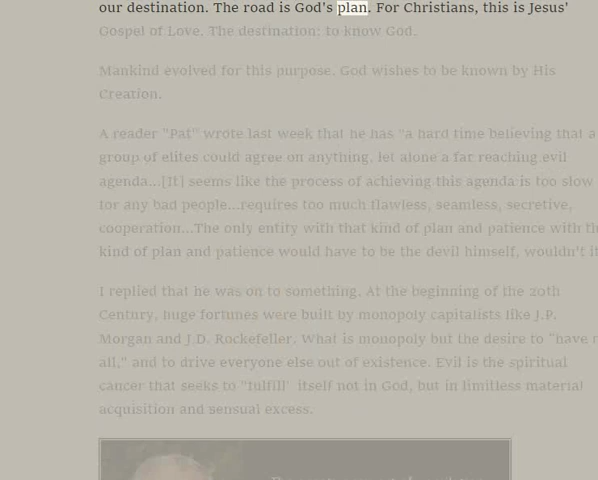 our destination. The road is God's plan. For Christians, this is Jesus'
Gospel of Love. The destination: to know God.
Mankind evolved for this purpose. God wishes to be known by His
Creation.
A reader "Pat" wrote last week that he has "a hard time believing that a
group of elites could agree on anything, let alone a far reaching evil
agenda...[It] seems like the process of achieving this agenda is too slow
for any bad people...requires too much flawless, seamless, secretive,
cooperation...The only entity with that kind of plan and patience with th
kind of plan and patience would have to be the devil himself, wouldn't it
I replied that he was on to something. At the beginning of the 20th
Century, huge fortunes were built by monopoly capitalists like J.P.
Morgan and J.D. Rockefeller. What is monopoly but the desire to "have
all," and to drive everyone else out of existence. Evil is the spiritual
cancer that seeks to "fulfill" itself not in God, but in limitless material
acquisition and sensual excess.